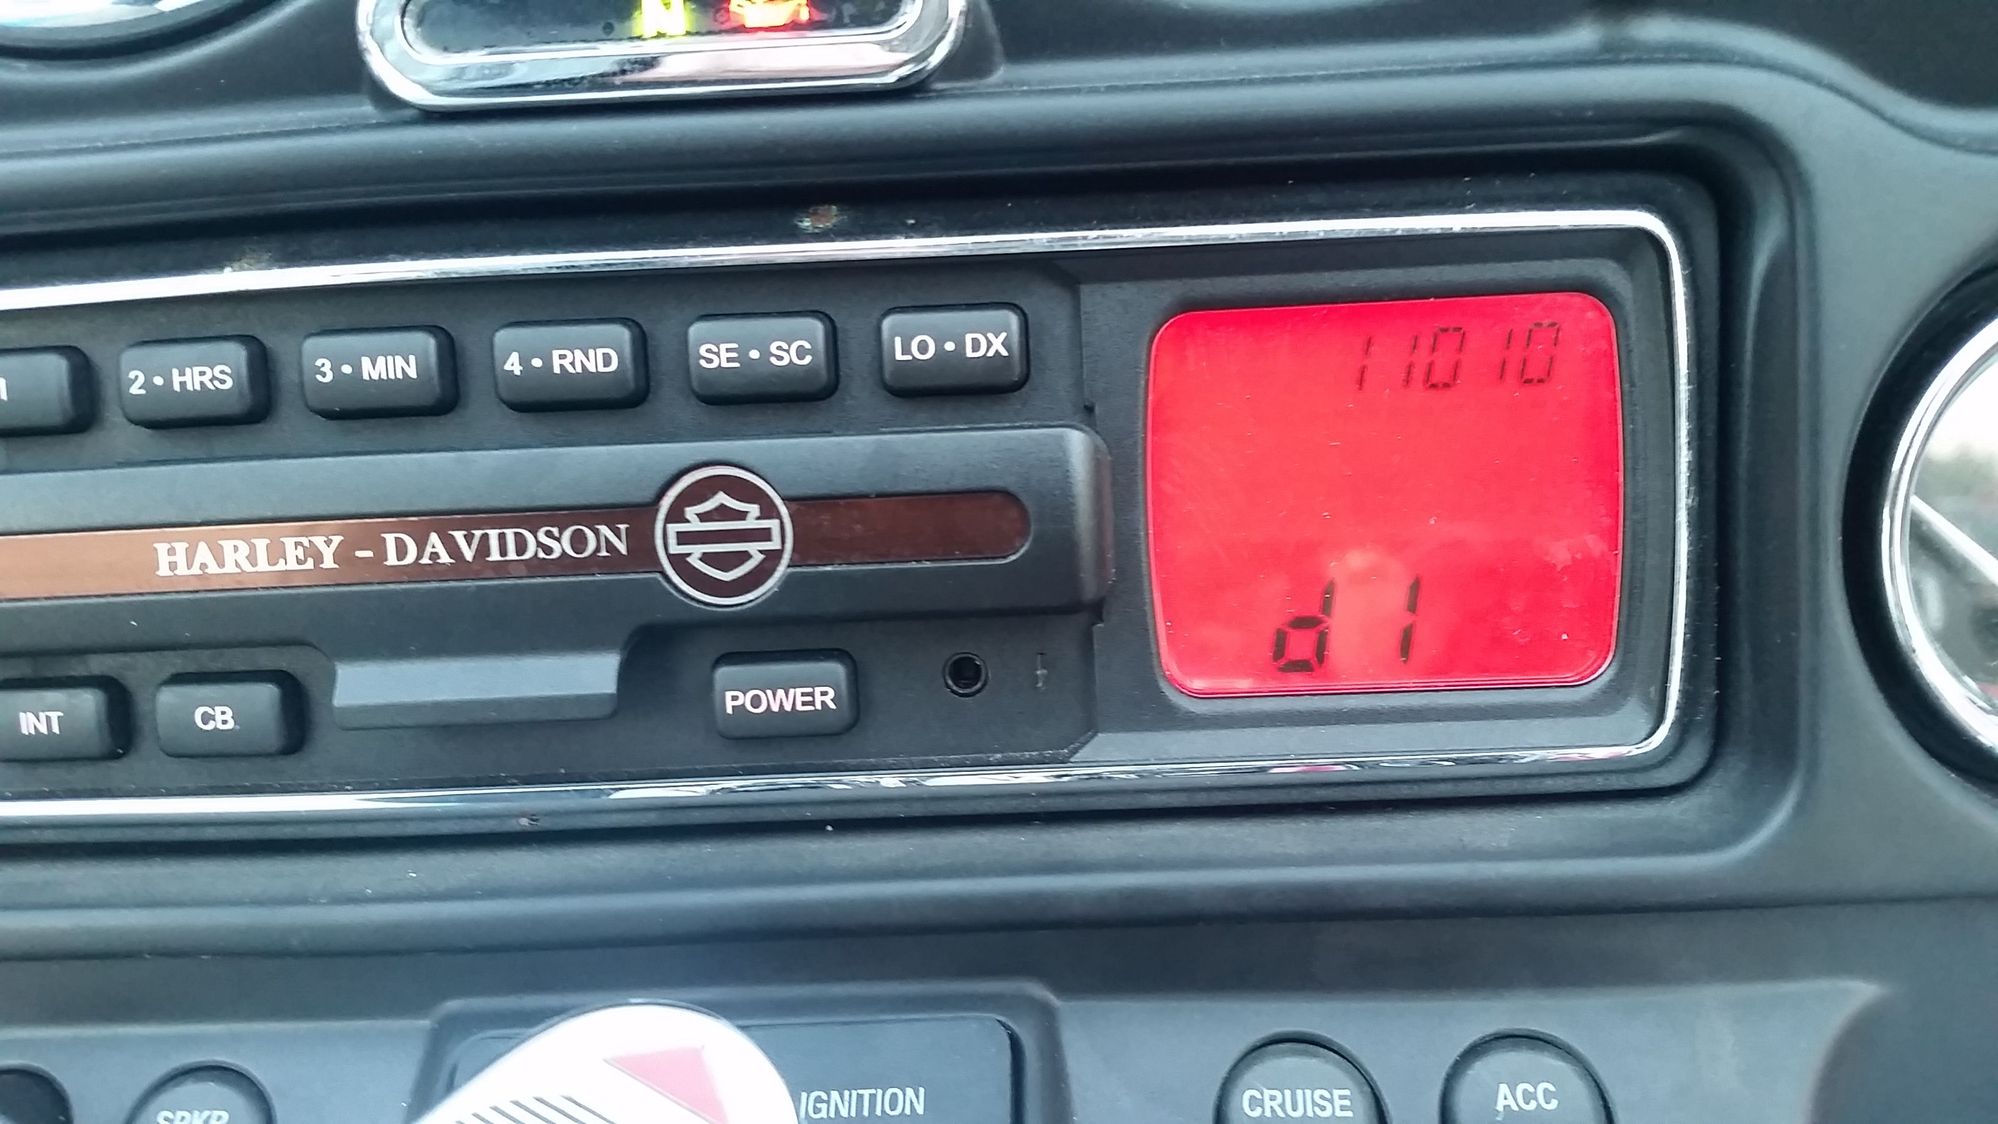 N
2 • HRS
3 • MIN
4 • RND
SE • SC
LO • DX
11010
HARLEY - DAVIDSON
d1
INT
CB
POWER
SPKR
IGNITION
CRUISE
ACC